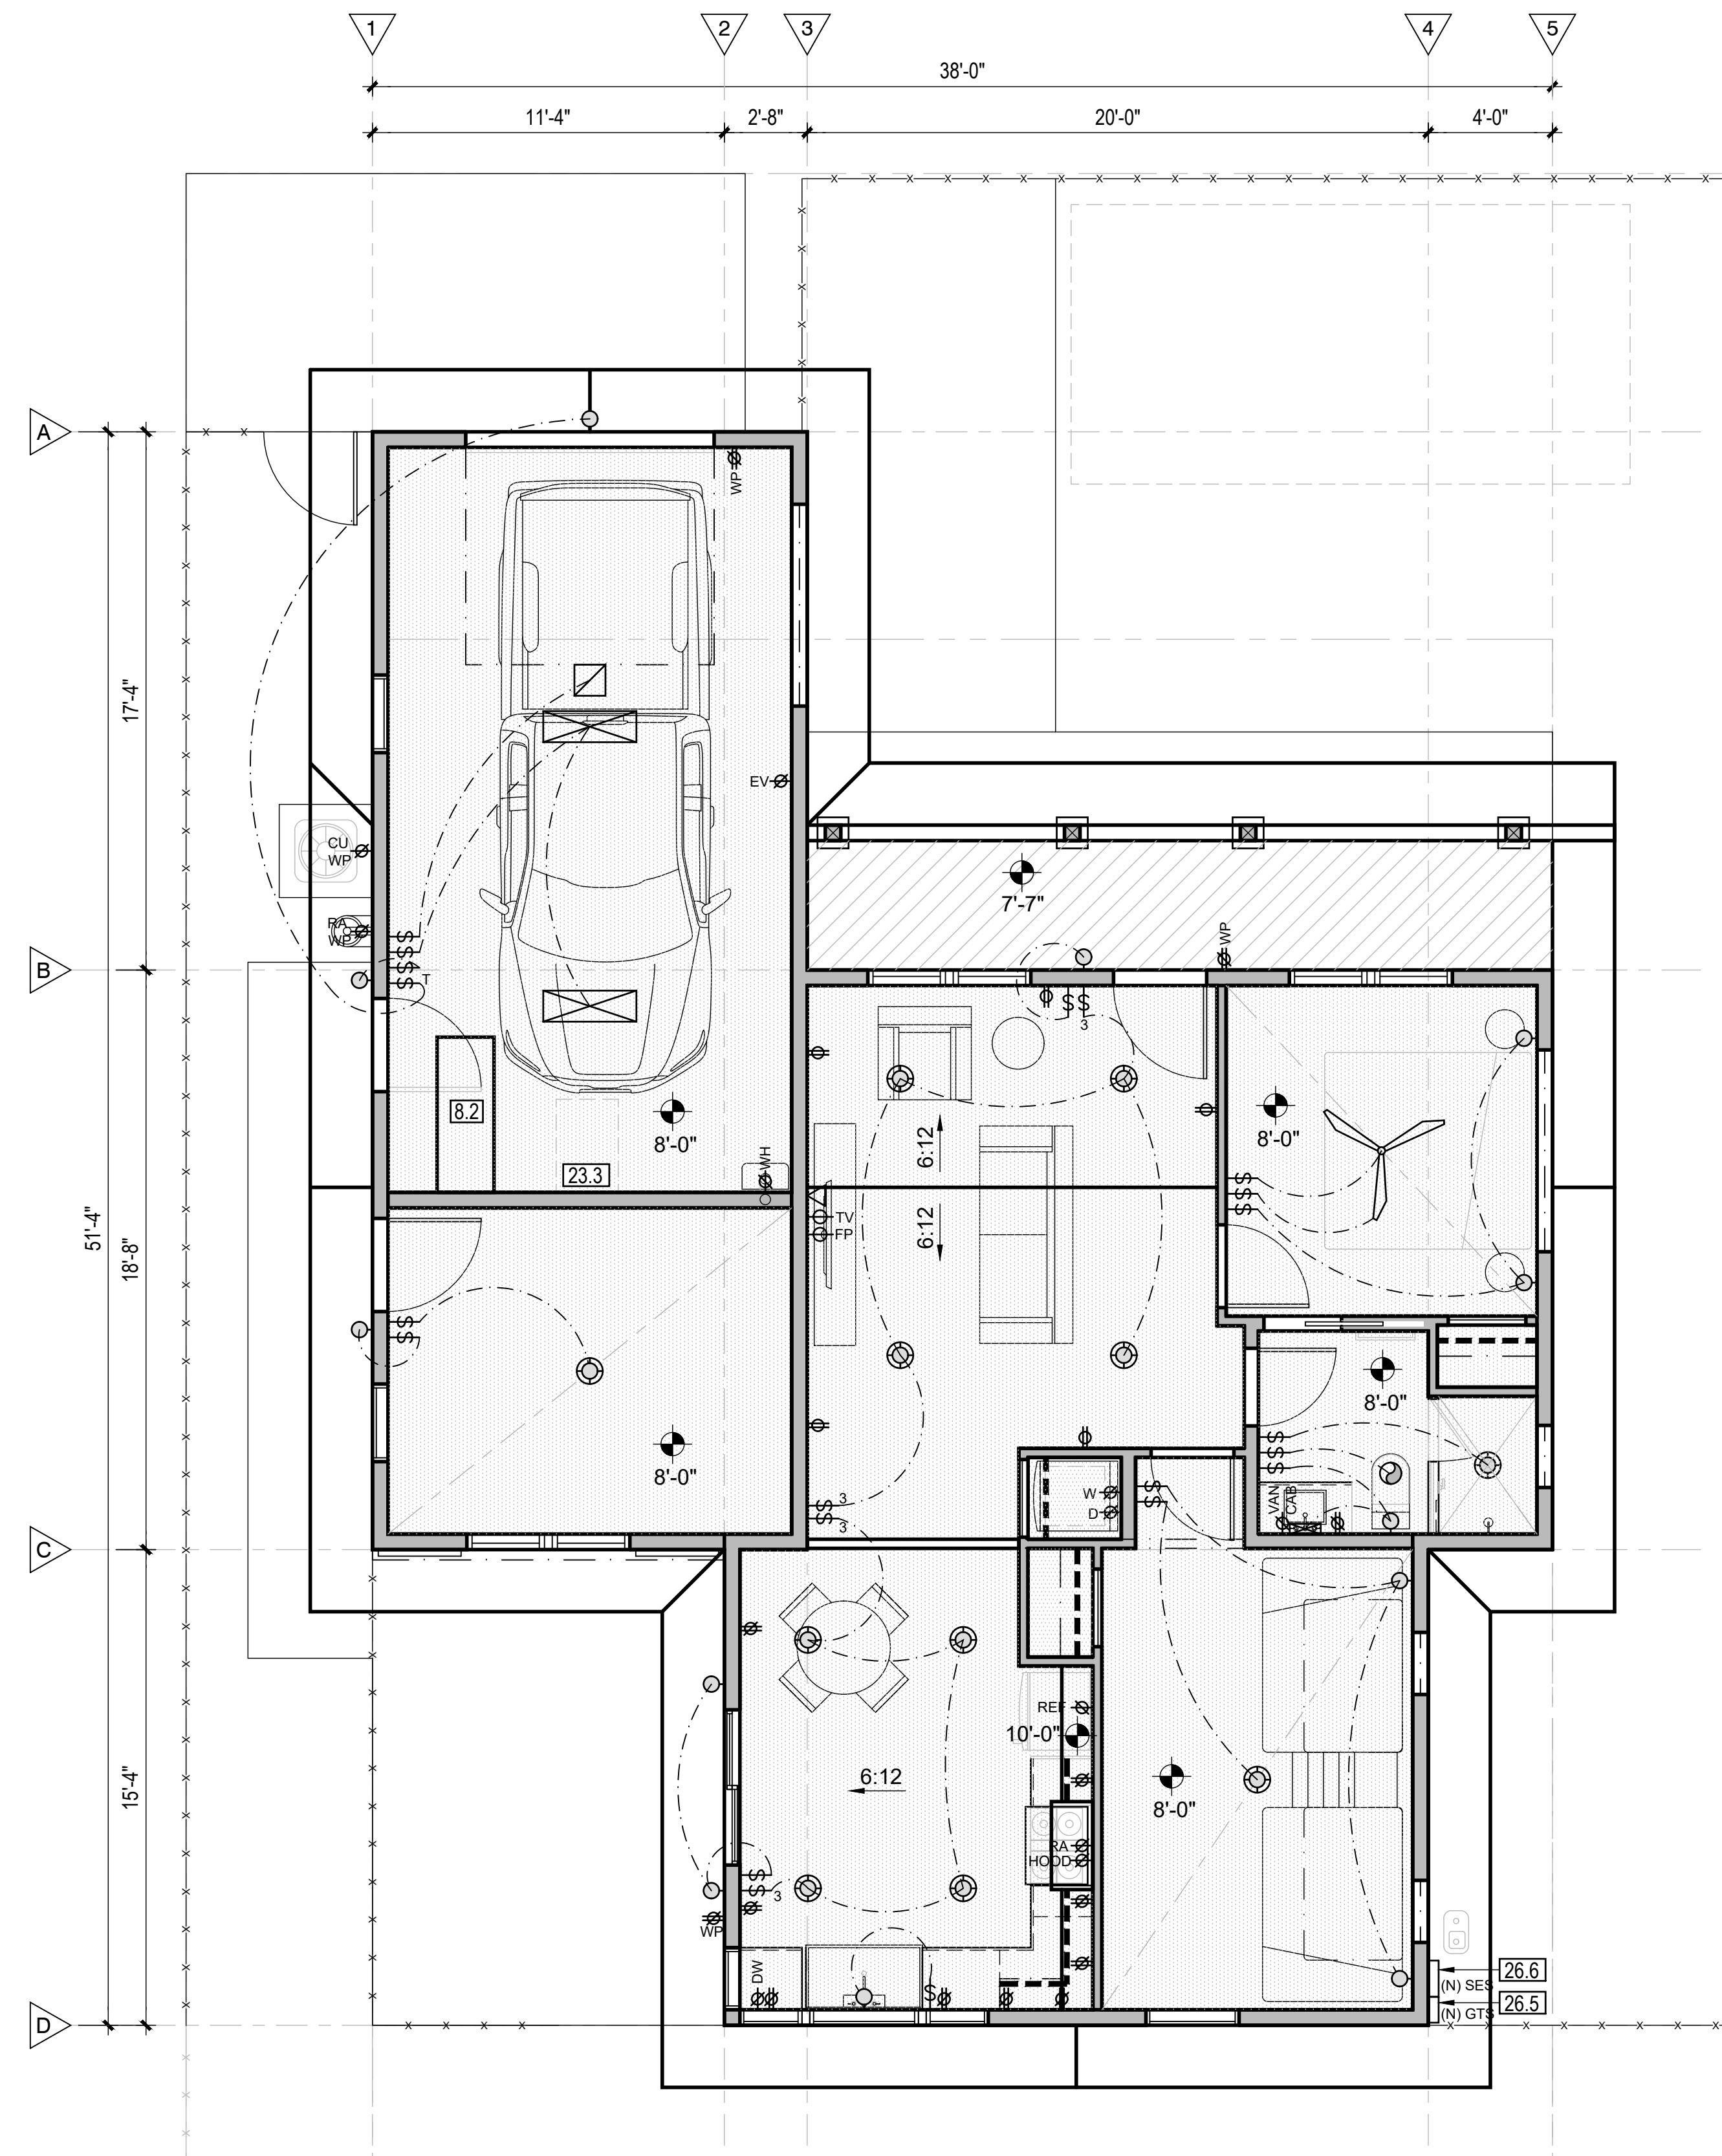 1
2
3
4
5
38'-0"
11'-4"
2'-8"
20'-0"
4'-0"
A
17'-4"
WP
EV
CU
WP
RA
WP
7'-7"
WP
B
S
S
S
S
T
S
S
3
8.2
8'-0"
23.3
WH
8'-0"
6:12
6:12
S
S
S
TV
FP
51'-4"
18'-8"
S
S
8'-0"
8'-0"
S
S
S
S
3
S
3
W
D
S
S
VAN
CAB
C
REF
10'-0"
6:12
8'-0"
15'-4"
RA
HOOD
S
S
S
3
WP
DW
S
26.6
(N) SES
26.5
(N) GTS
D